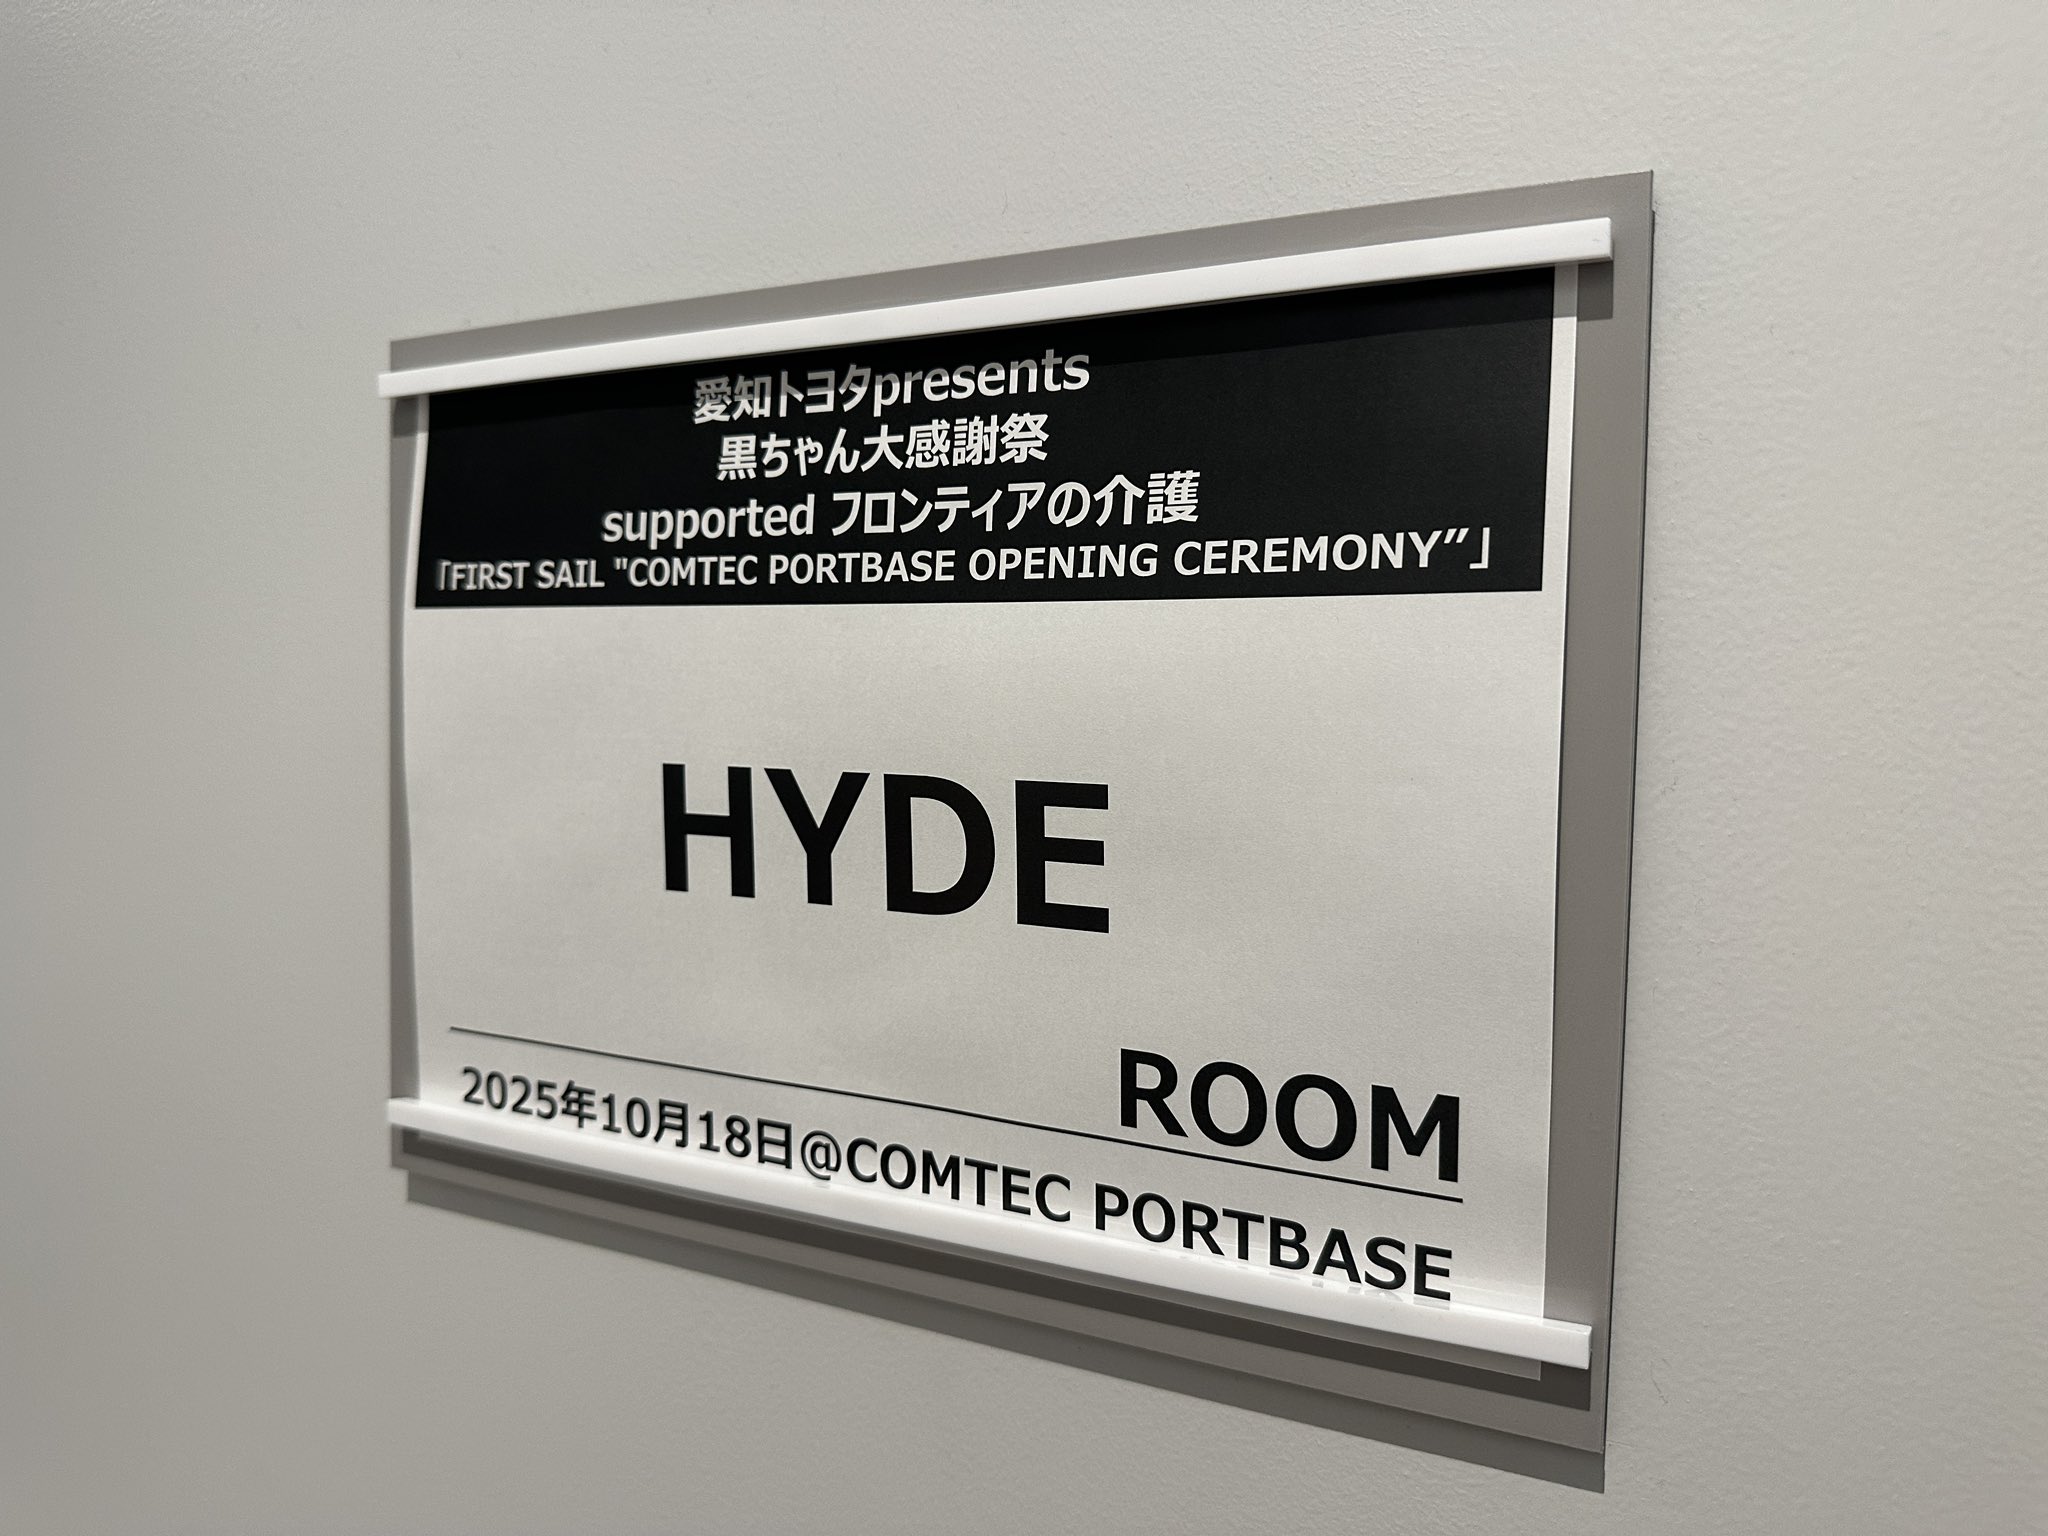 愛知トヨタpresents
黒ちゃん大感謝祭
supported フロンティアの介護
「FIRST SAIL "COMTEC PORTBASE OPENING CEREMONY”」
HYDE
ROOM
2025年10月18日@COMTEC PORTBASE